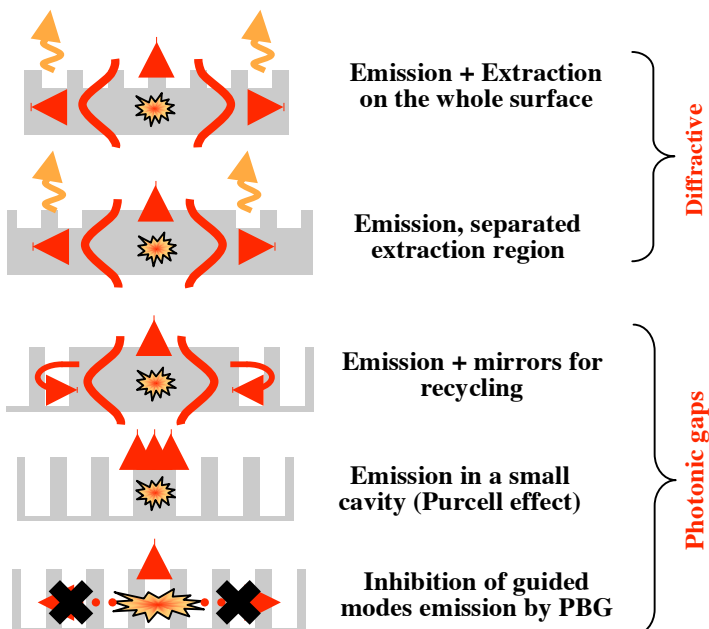 Emission + Extraction
on the whole surface
Diffractive
Emission, separated
extraction region
Emission + mirrors for
recycling
Photonic gaps
Emission in a small
cavity (Purcell effect)
Inhibition of guided
modes emission by PBG